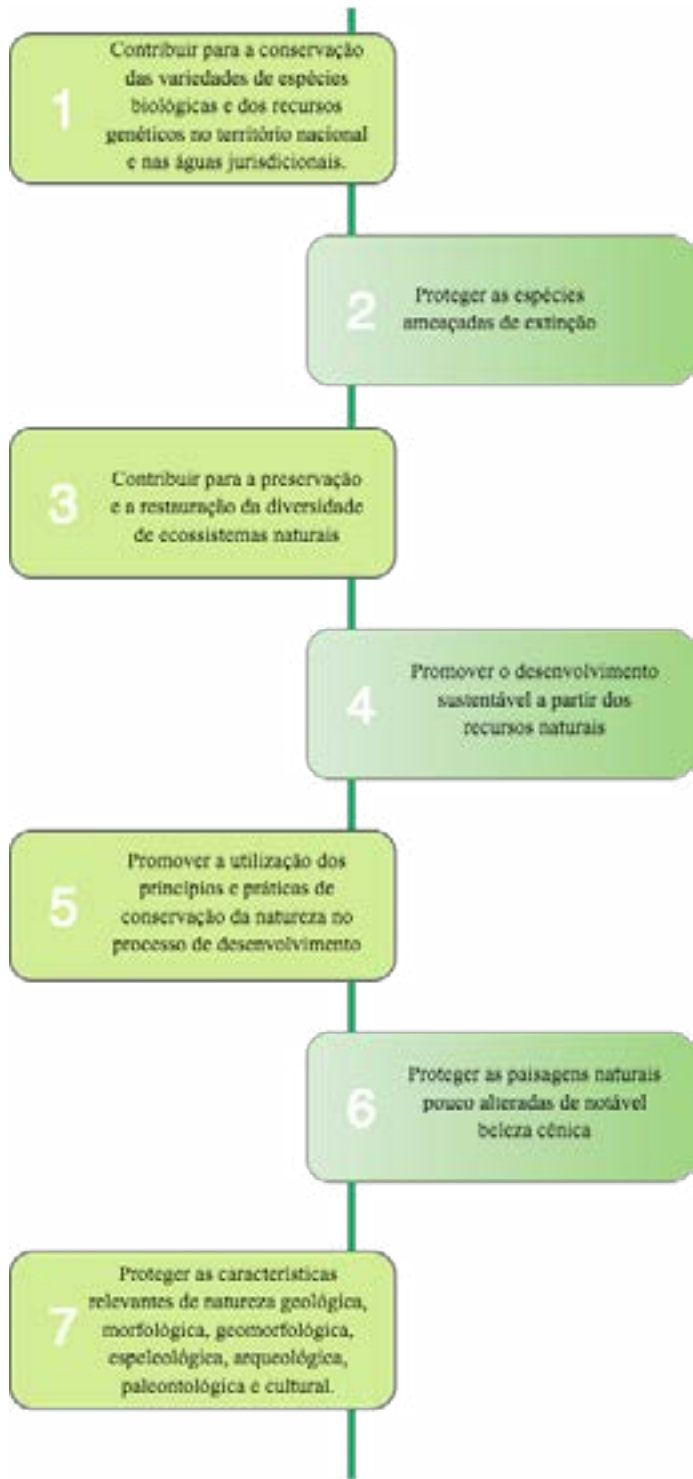 1
Contribuir para a conservação
das variedades de espécies
biológicas e dos recursos
genéticos no território nacional
e nas águas jurisdicionais.
2
Proteger as espécies
ameaçadas de extinção
3
Contribuir para a preservação
e a restauração da diversidade
de ecossistemas naturais
4
Promover o desenvolvimento
sustentável a partir dos
recursos naturais
5
Promover a utilização dos
princípios e práticas de
conservação da natureza no
processo de desenvolvimento
6
Proteger as paisagens naturais
pouco alteradas de notável
beleza cênica
7
Proteger as características
relevantes de natureza geológica,
morfológica, geomorfológica,
espeleológica, arqueológica,
paleontológica e cultural.